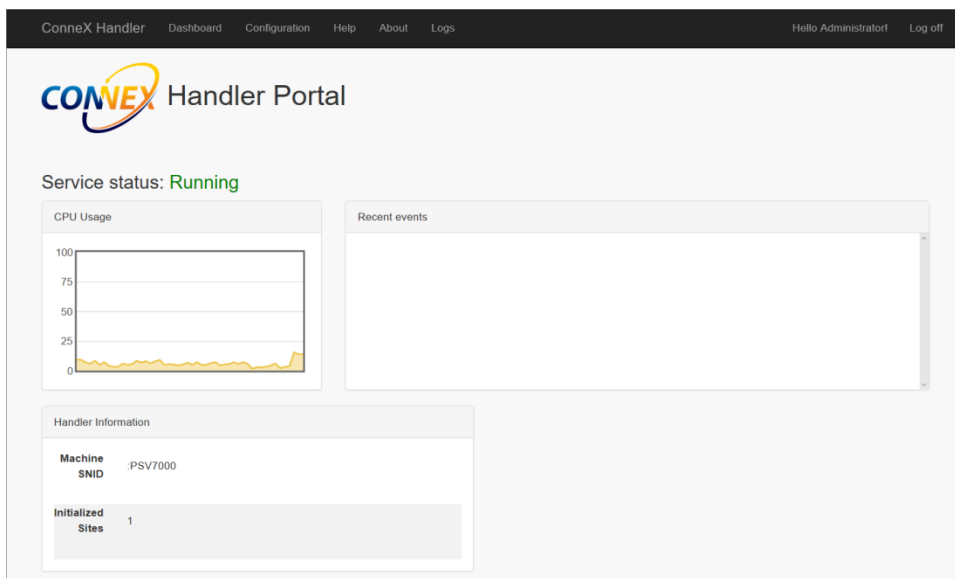 ConneX Handler Dashboard Configuration Help About Logs Hello Administrator! Log off
CONNEX Handler Portal
Service status: Running
CPU Usage
Recent events
100
75
50
25
0
Handler Information
Machine SNID :PSV7000
Initialized Sites 1